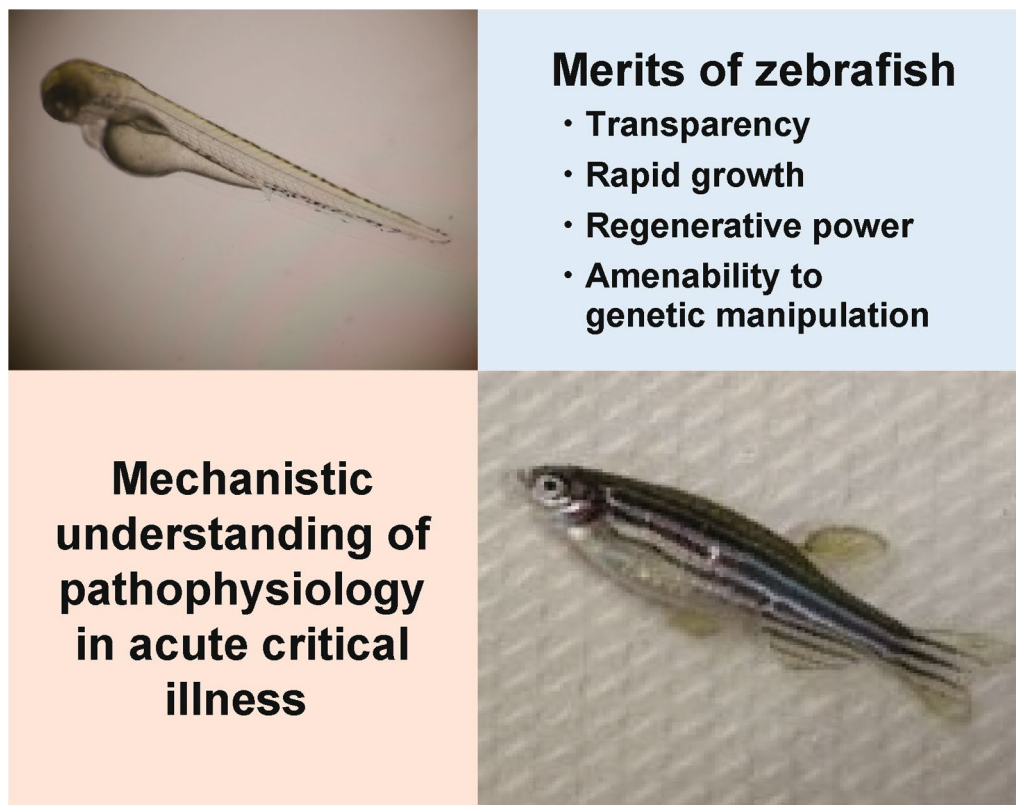 Merits of zebrafish
・Transparency
・Rapid growth
・Regenerative power
・Amenability to
genetic manipulation
Mechanistic
understanding of
pathophysiology
in acute critical
illness